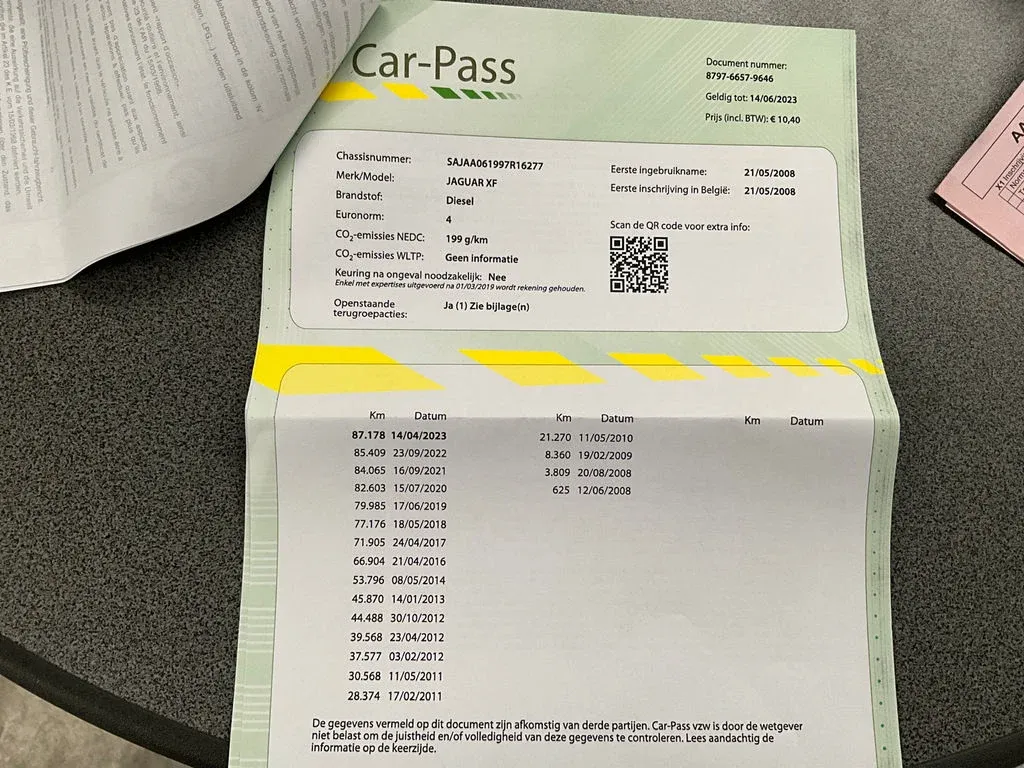 Car-Pass
Document nummer:
8797-6657-9646
Geldig tot: 14/06/2023
Prijs (incl. BTW): € 10,40
Chassisnummer: SAJAA061997R16277
Merk/Model: JAGUAR XF
Brandstof: Diesel
Euronorm: 4
CO₂-emissies NEDC: 199 g/km
CO₂-emissies WLTP: Geen informatie
Keuring na ongeval noodzakelijk: Nee
Enkel met expertises uitgevoerd na 01/03/2019 wordt rekening gehouden.
Openstaande
terugroepacties: Ja (1) Zie bijlage(n)
Eerste ingebruikname: 21/05/2008
Eerste inschrijving in België: 21/05/2008
Scan de QR code voor extra info:
Km Datum
87.178 14/04/2023
85.409 23/09/2022
84.065 16/09/2021
82.603 15/07/2020
79.985 17/06/2019
77.176 18/05/2018
71.905 24/04/2017
66.904 21/04/2016
53.796 08/05/2014
45.870 14/01/2013
44.488 30/10/2012
39.568 23/04/2012
37.577 03/02/2012
30.568 11/05/2011
28.374 17/02/2011
Km Datum
21.270 11/05/2010
8.360 19/02/2009
3.809 20/08/2008
625 12/06/2008
Km Datum
De gegevens vermeld op dit document zijn afkomstig van derde partijen. Car-Pass vzw is door de wetgever
niet belast om de juistheid en/of volledigheid van deze gegevens te controleren. Lees aandachtig de
informatie op de keerzijde.